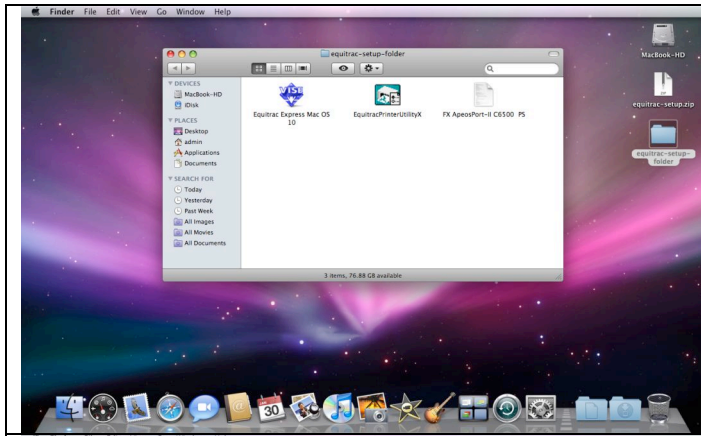 Finder File Edit View Go Window Help
equitrac-setup-folder
DEVICES
MacBook-HD
iDisk
PLACES
Desktop
admin
Applications
Documents
SEARCH FOR
Today
Yesterday
Past Week
All Images
All Movies
All Documents
VISE
Equitrac Express Mac OS
10
EquitracPrinterUtilityX
FX ApeosPort-II C6500 PS
3 items, 76.88 GB available
MacBook-HD
ZIP
equitrac-setup.zip
equitrac-setup-
folder
30